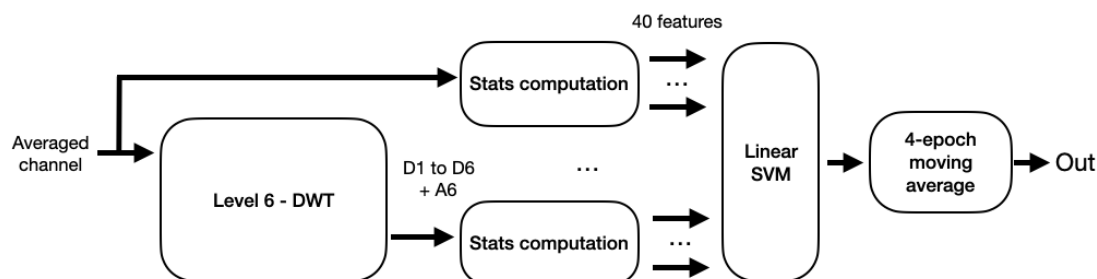 40 features
Stats computation
...
Averaged
channel
Level 6 - DWT
D1 to D6
+ A6
...
Stats computation
...
Linear
SVM
4-epoch
moving
average
Out